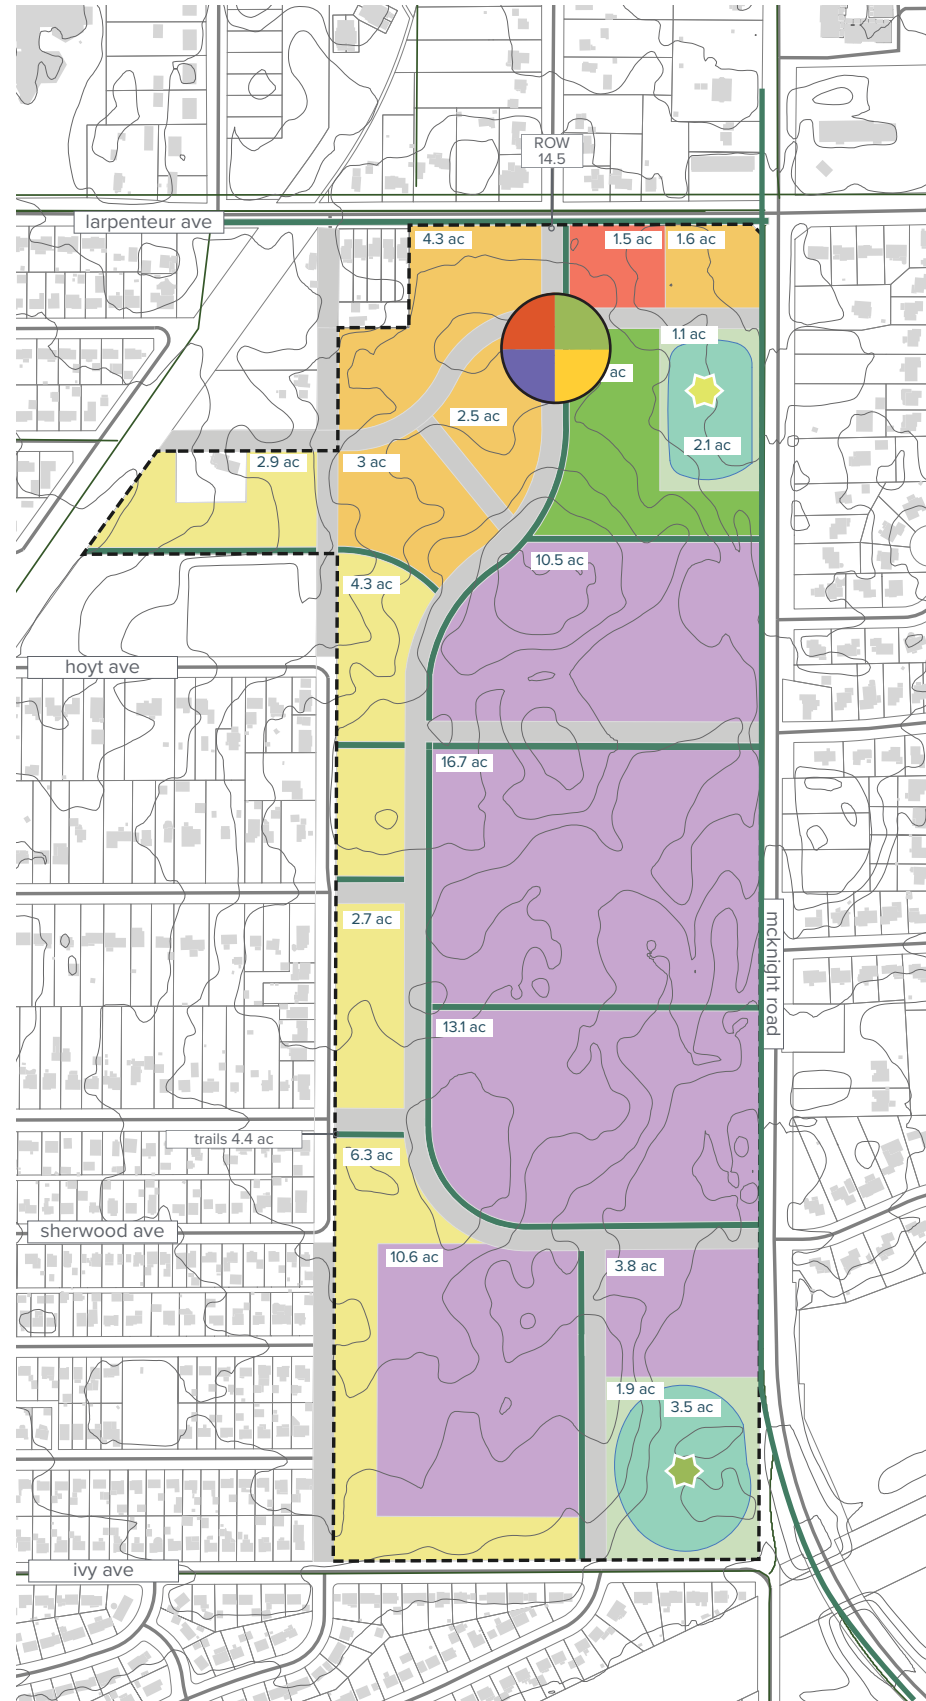 ROW
14.5
larpenteur ave
4.3 ac
1.5 ac
1.6 ac
1.1 ac
ac
2.5 ac
2.1 ac
2.9 ac
3 ac
10.5 ac
4.3 ac
hoyt ave
16.7 ac
2.7 ac
mcknight road
13.1 ac
trails 4.4 ac
6.3 ac
sherwood ave
10.6 ac
3.8 ac
1.9 ac
3.5 ac
ivy ave